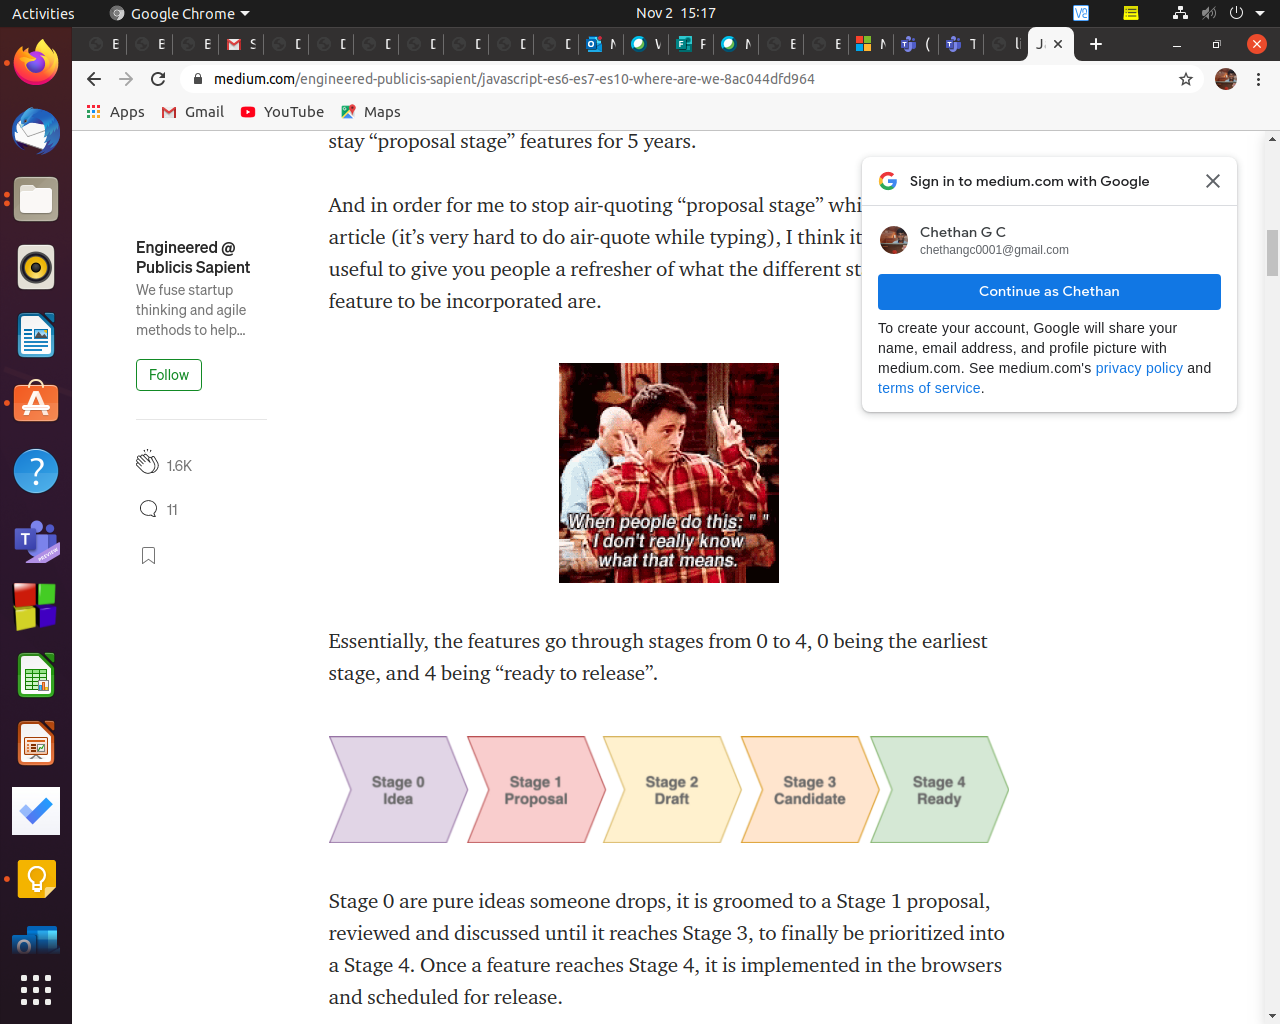 Activities
Google Chrome
Nov 2 15:17
medium.com/engineered-publicis-sapient/javascript-es6-es7-es10-where-are-we-8ac044dfd964
Apps
Gmail
YouTube
Maps
stay “proposal stage” features for 5 years.
And in order for me to stop air-quoting “proposal stage”
article (it’s very hard to do air-quote while typing), I think it
useful to give you people a refresher of what the different
feature to be incorporated are.
Engineered @
Publicis Sapient
We fuse startup
thinking and agile
methods to help…
Follow
1.6K
11
Sign in to medium.com with Google
Chethan G C
chethangc0001@gmail.com
Continue as Chethan
To create your account, Google will share your
name, email address, and profile picture with
medium.com. See medium.com's privacy policy and
terms of service.
When people do this: " "
I don't really know
what that means.
Essentially, the features go through stages from 0 to 4, 0 being the earliest
stage, and 4 being “ready to release”.
Stage 0
Idea
Stage 1
Proposal
Stage 2
Draft
Stage 3
Candidate
Stage 4
Ready
Stage 0 are pure ideas someone drops, it is groomed to a Stage 1 proposal,
reviewed and discussed until it reaches Stage 3, to finally be prioritized into
a Stage 4. Once a feature reaches Stage 4, it is implemented in the browsers
and scheduled for release.